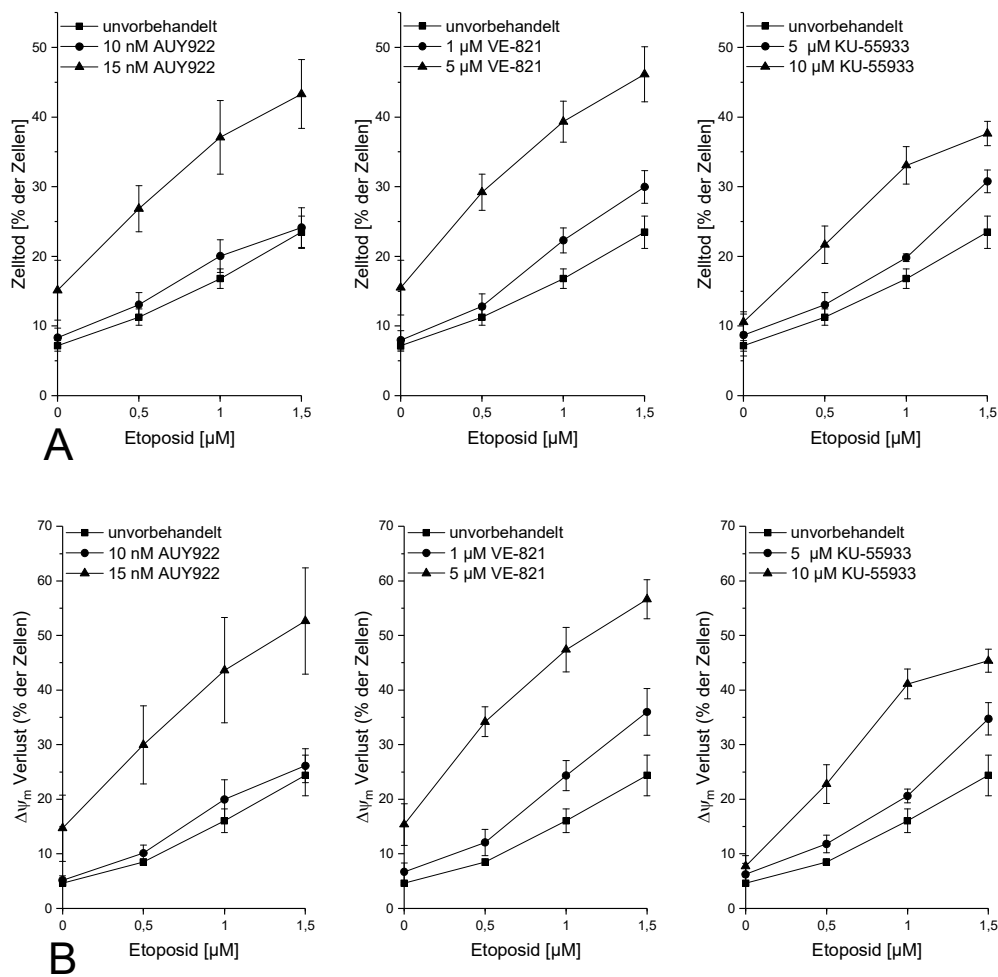 unvorbehandelt
10 nM AUY922
15 nM AUY922
Zelltod [% der Zellen]
50
40
30
20
10
0
0 0,5 1 1,5
Etoposid [µM]
unvorbehandelt
1 µM VE-821
5 µM VE-821
Zelltod [% der Zellen]
50
40
30
20
10
0
0 0,5 1 1,5
Etoposid [µM]
unvorbehandelt
5 µM KU-55933
10 µM KU-55933
Zelltod [% der Zellen]
50
40
30
20
10
0
0 0,5 1 1,5
Etoposid [µM]
A
unvorbehandelt
10 nM AUY922
15 nM AUY922
Δψm Verlust (% der Zellen)
70
60
50
40
30
20
10
0
0 0,5 1 1,5
Etoposid [µM]
unvorbehandelt
1 µM VE-821
5 µM VE-821
Δψm Verlust (% der Zellen)
70
60
50
40
30
20
10
0
0 0,5 1 1,5
Etoposid [µM]
unvorbehandelt
5 µM KU-55933
10 µM KU-55933
Δψm Verlust (% der Zellen)
70
60
50
40
30
20
10
0
0 0,5 1 1,5
Etoposid [µM]
B